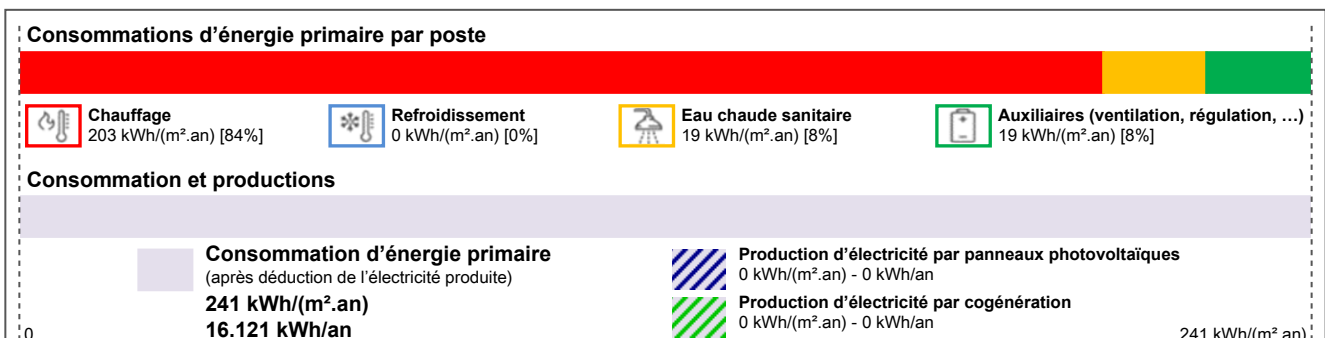 Consommations d’énergie primaire par poste
Chauffage
203 kWh/(m².an) [84%]
Refroidissement
0 kWh/(m².an) [0%]
Eau chaude sanitaire
19 kWh/(m².an) [8%]
Auxiliaires (ventilation, régulation, …)
19 kWh/(m².an) [8%]
Consommation et productions
Consommation d’énergie primaire
(après déduction de l’électricité produite)
241 kWh/(m².an)
16.121 kWh/an
Production d’électricité par panneaux photovoltaïques
0 kWh/(m².an) - 0 kWh/an
Production d’électricité par cogénération
0 kWh/(m².an) - 0 kWh/an
0
241 kWh/(m².an)